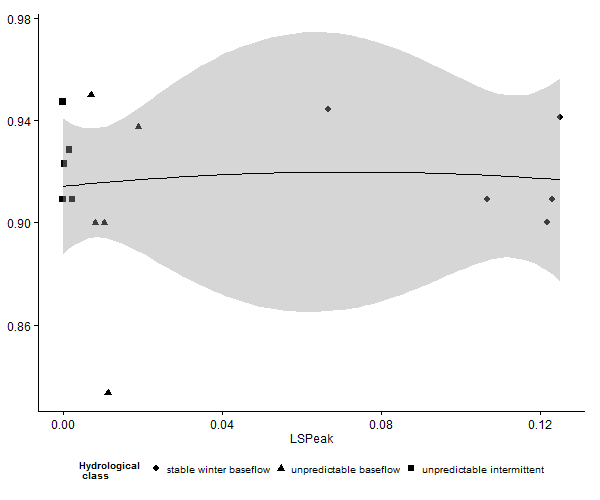 0.98
0.94
0.90
0.86
0.00 0.04 0.08 0.12
LSPeak
Hydrological
class
stable winter baseflow unpredictable baseflow unpredictable intermittent